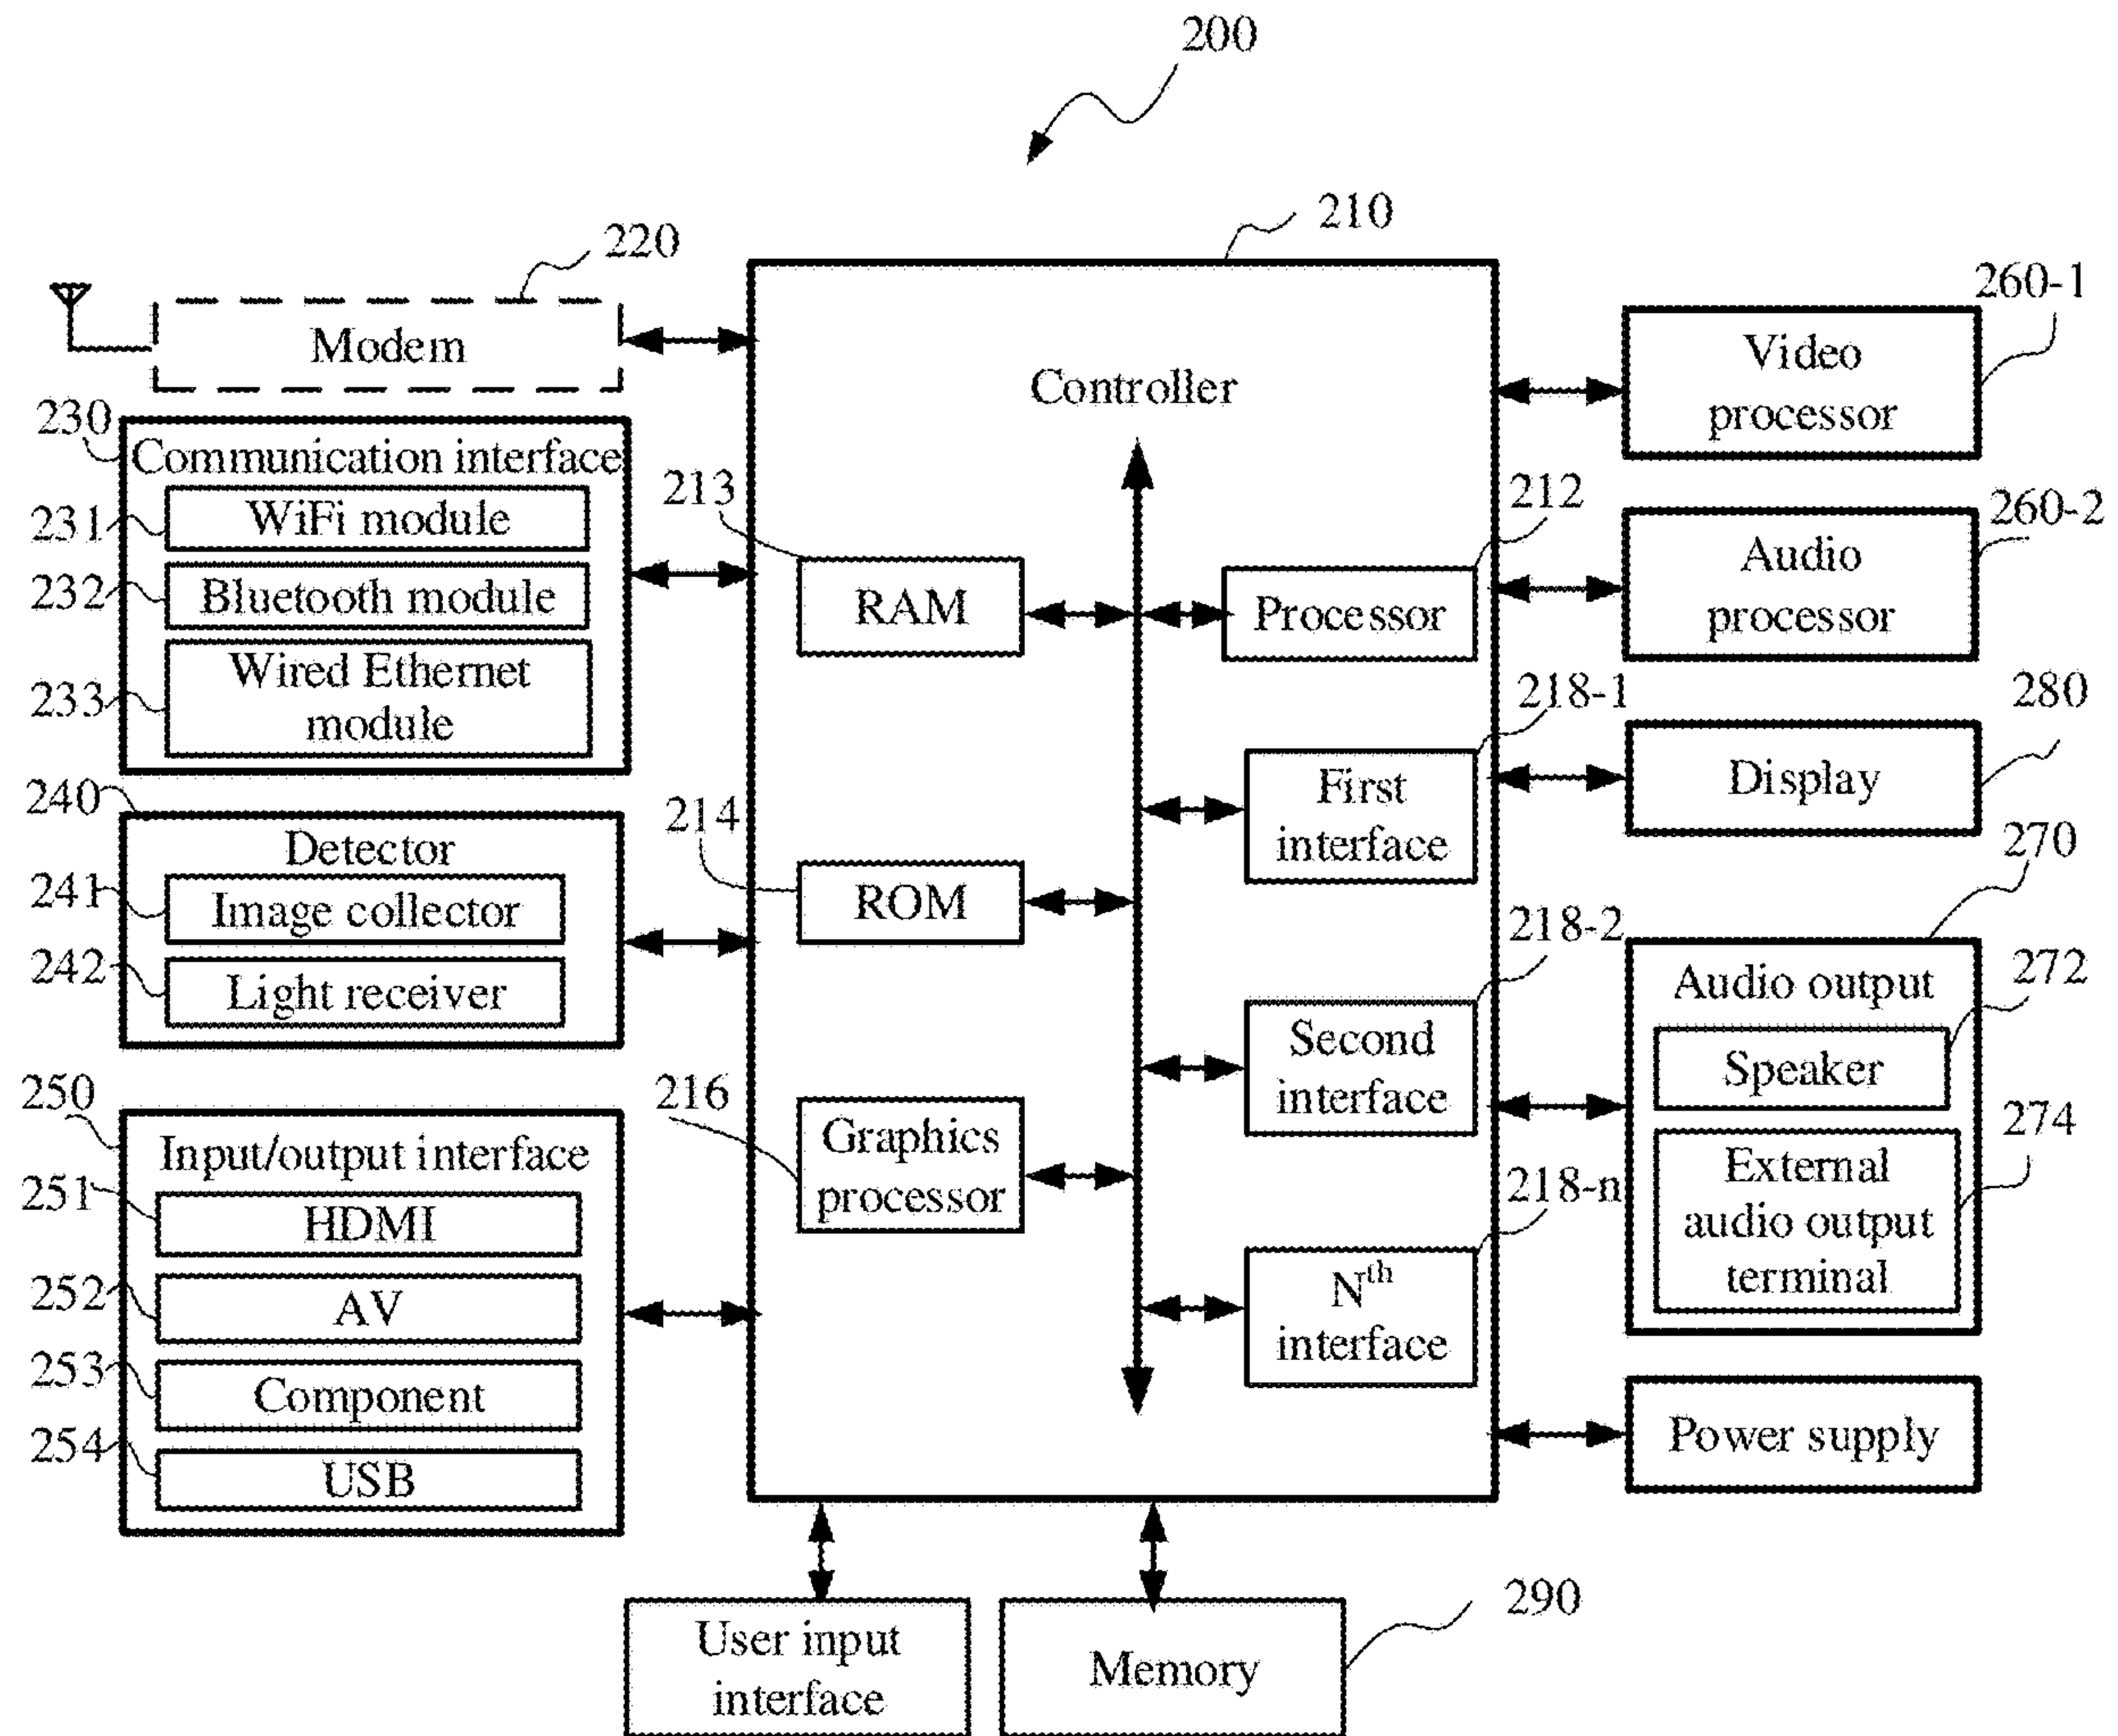 200
210
220
Modem
230
Communication interface
231
WiFi module
232
Bluetooth module
233
Wired Ethernet
module
240
Detector
241
Image collector
242
Light receiver
250
Input/output interface
251
HDMI
252
AV
253
Component
254
USB
Controller
213
RAM
212
Processor
214
ROM
218-1
First
interface
218-2
Second
interface
216
Graphics
processor
218-n
Nth
interface
260-1
Video
processor
260-2
Audio
processor
280
Display
270
Audio output
272
Speaker
274
External
audio output
terminal
Power supply
User input
interface
Memory
290